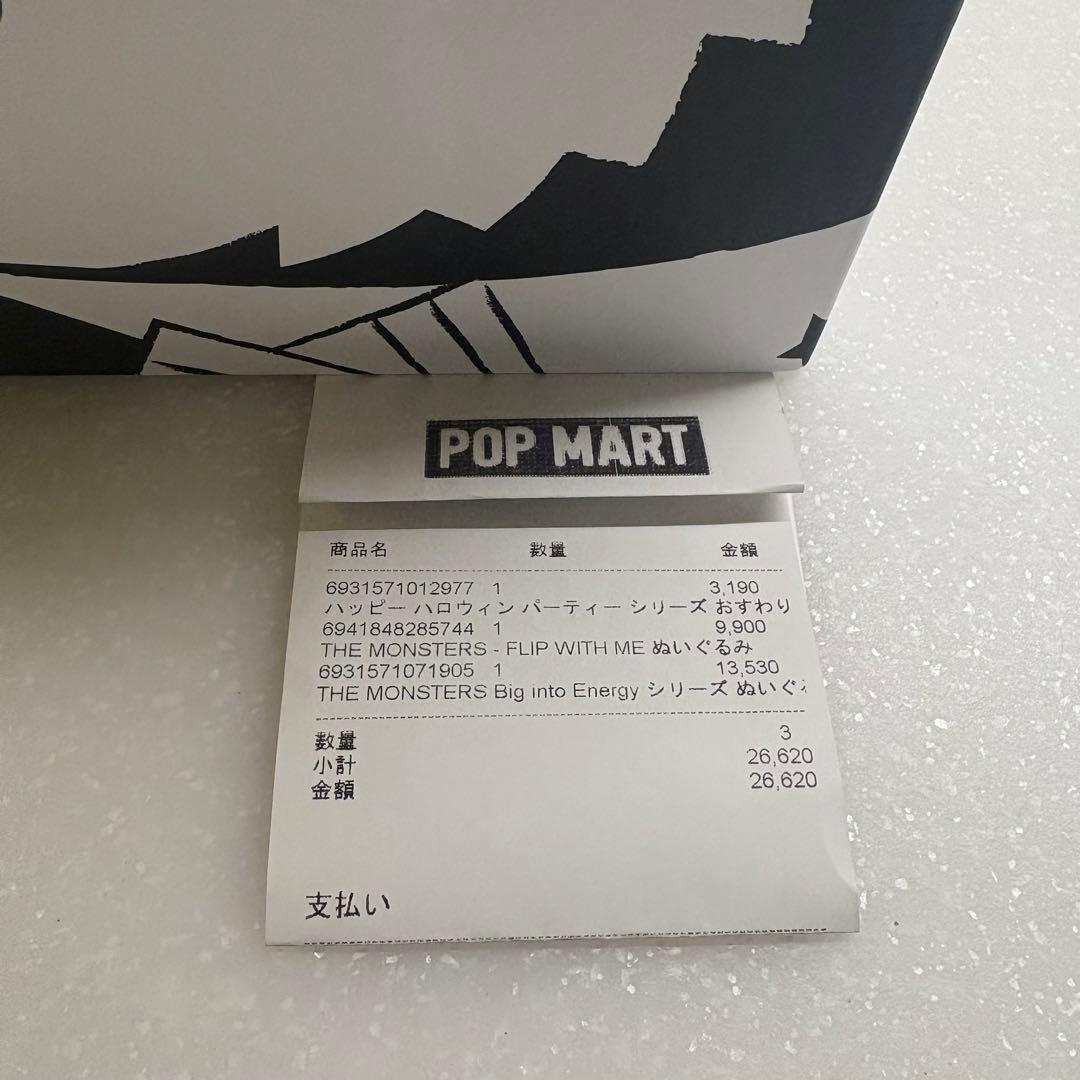 POP MART
商品名 数量 金額
6931571012977 1 3,190
ハッピー ハロウィン パーティー シリーズ おすわり
6941848285744 1 9,900
THE MONSTERS - FLIP WITH ME ぬいぐるみ
6931571071905 1 13,530
THE MONSTERS Big into Energy シリーズ ぬいぐ
数量 3
小計 26,620
金額 26,620
支払い